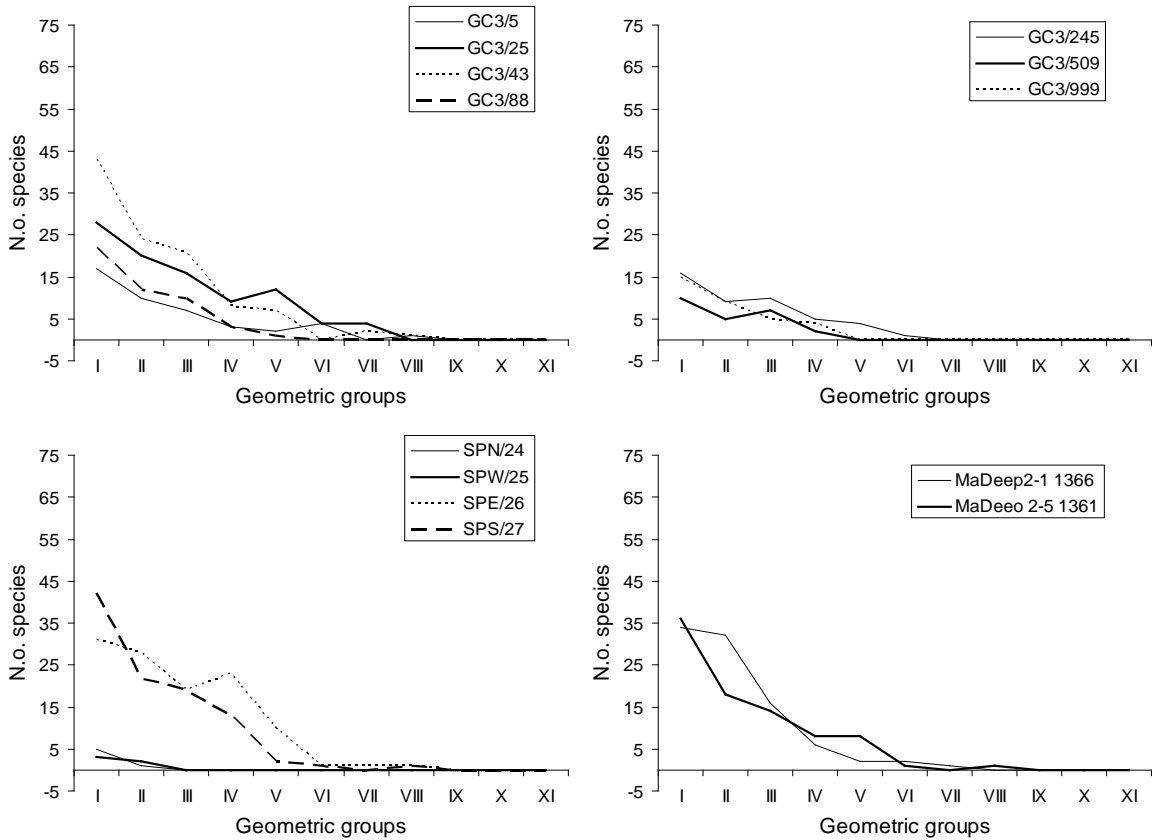 GC3/5
GC3/25
GC3/43
GC3/88
75
65
55
45
35
25
15
5
-5
N.o. species
I II III IV V VI VII VIII IX X XI
Geometric groups
GC3/245
GC3/509
GC3/999
75
65
55
45
35
25
15
5
-5
N.o. species
I II III IV V VI VII VIII IX X XI
Geometric groups
SPN/24
SPW/25
SPE/26
SPS/27
75
65
55
45
35
25
15
5
-5
N.o. species
I II III IV V VI VII VIII IX X XI
Geometric groups
MaDeep2-1 1366
MaDeeo 2-5 1361
75
65
55
45
35
25
15
5
-5
N.o. species
I II III IV V VI VII VIII IX X XI
Geometric groups